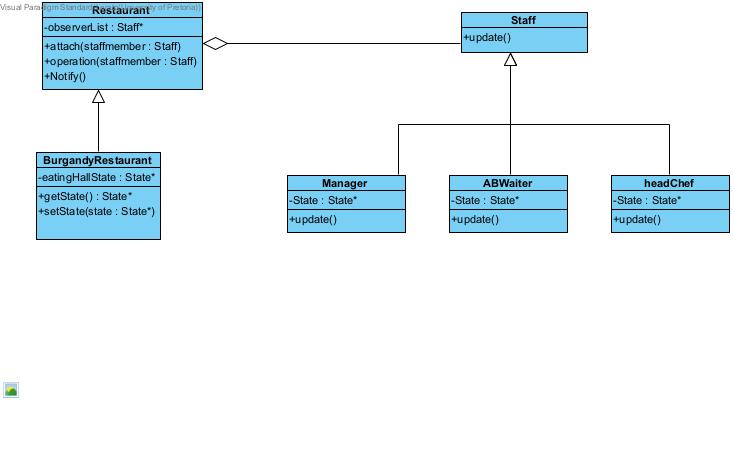 Visual Paradigm Standard
University of Pretoria))
Restaurant
-observerList : Staff*
+attach(staffmember : Staff)
+operation(staffmember : Staff)
+Notify()
Staff
+update()
BurgandyRestaurant
-eatingHallState : State*
+getState() : State*
+setState(state : State*)
Manager
-State : State*
+update()
ABWaiter
-State : State*
+update()
headChef
-State : State*
+update()